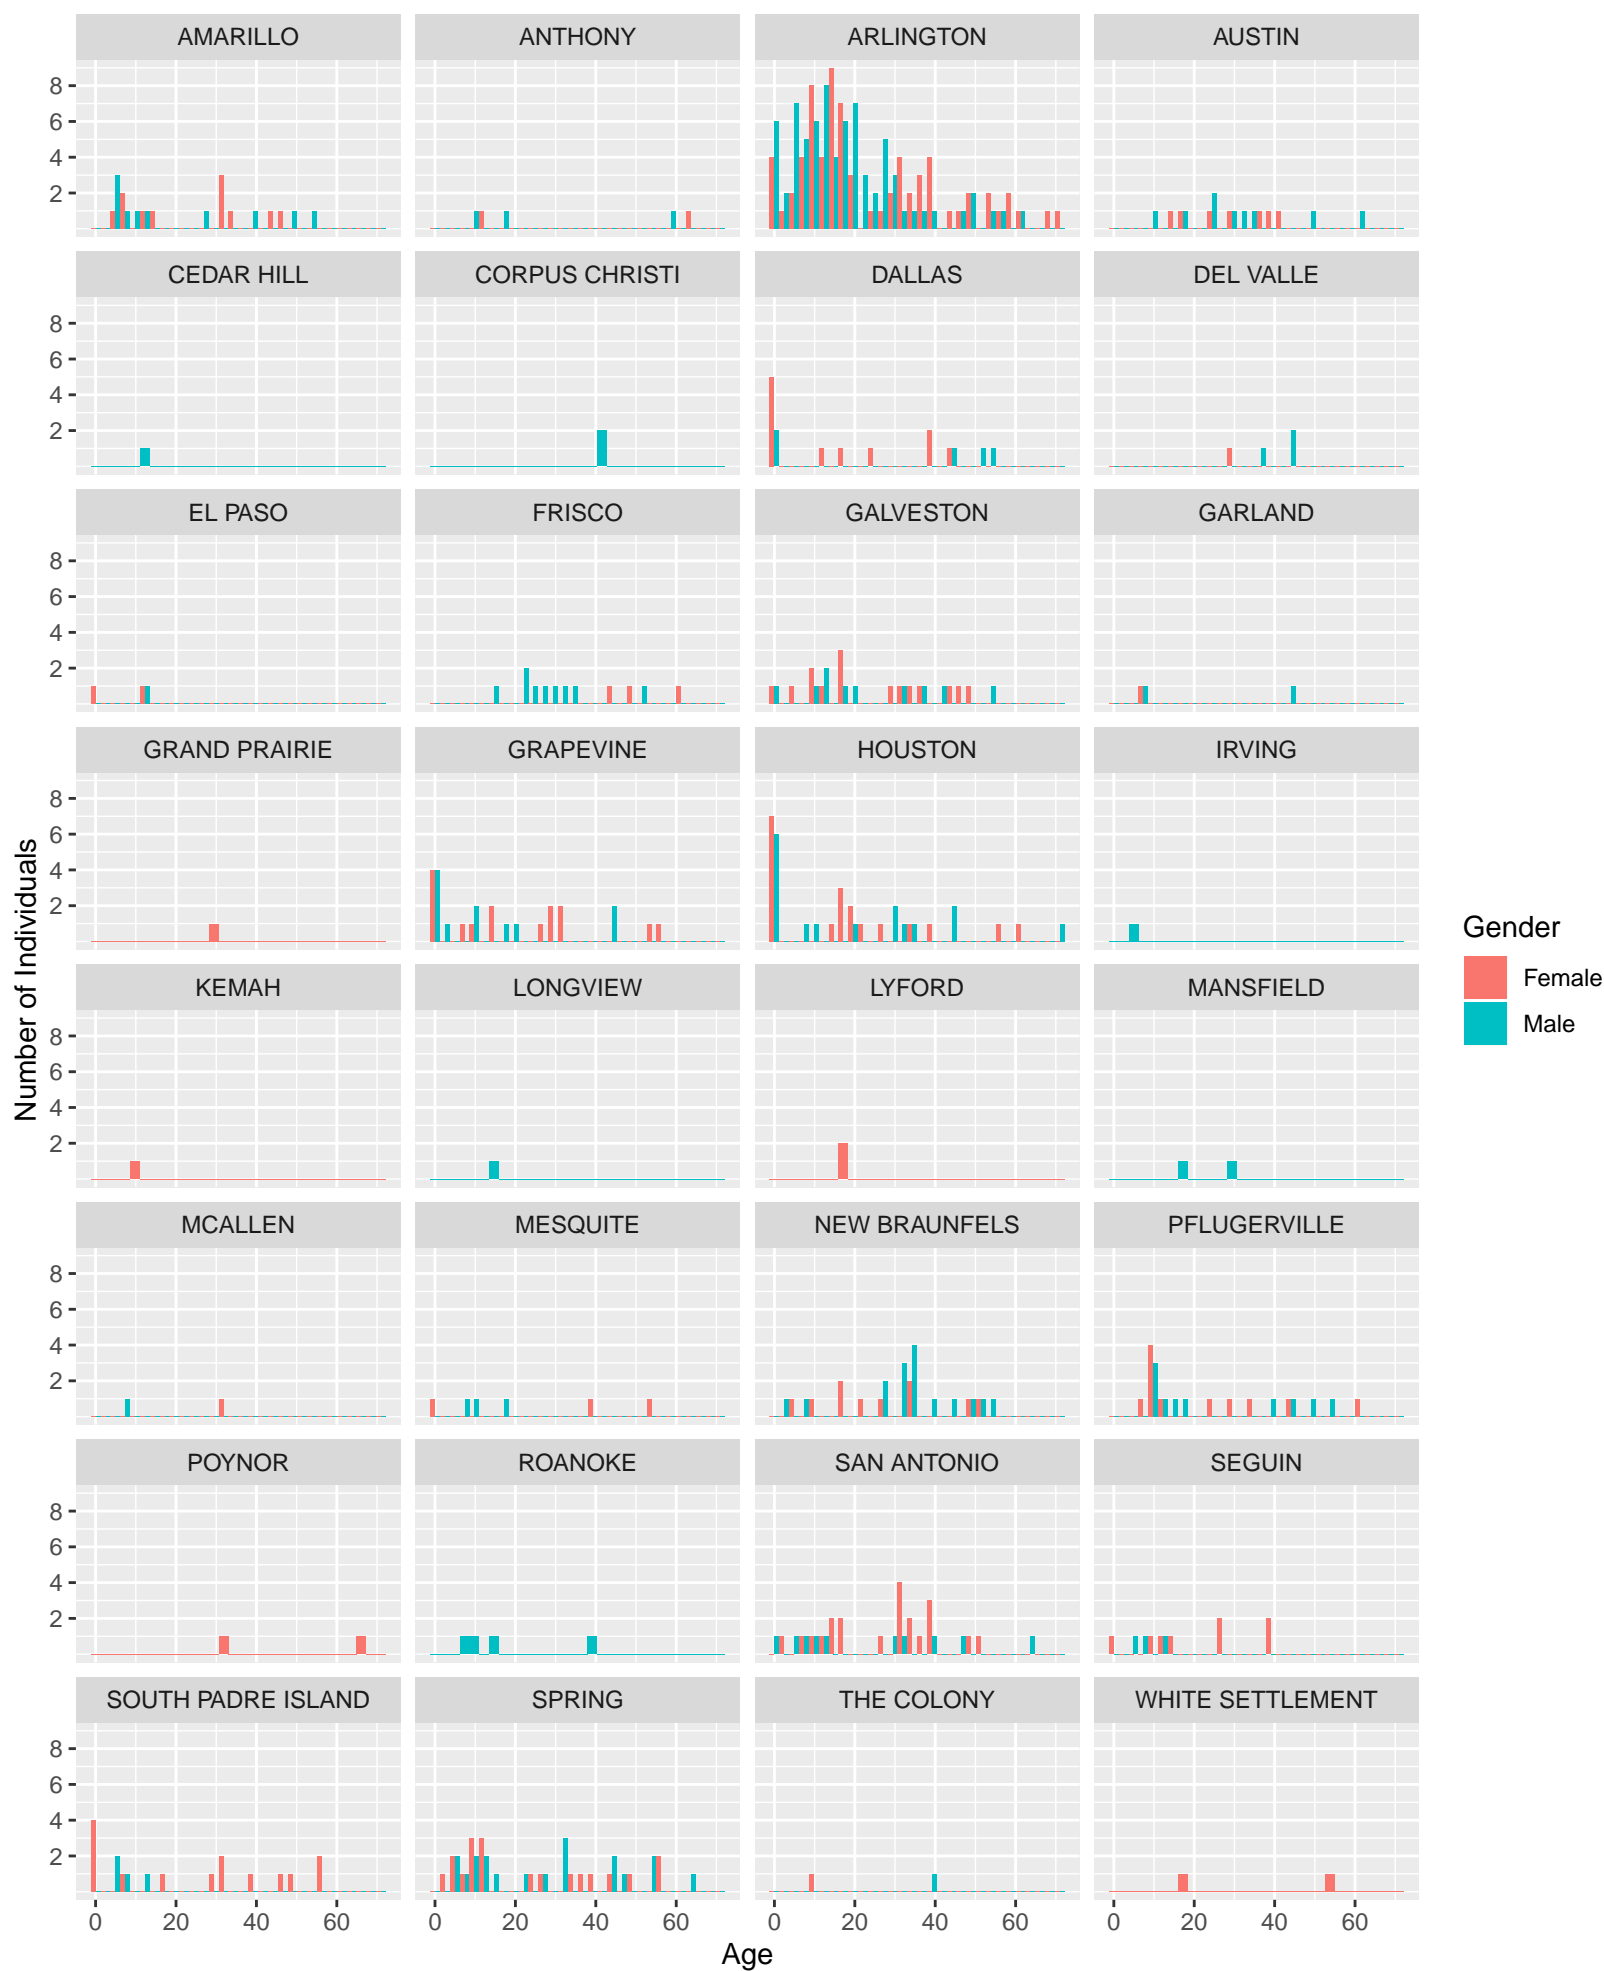 AMARILLO ANTHONY ARLINGTON AUSTIN
8
6
4
2
CEDAR HILL CORPUS CHRISTI DALLAS DEL VALLE
8
6
4
2
EL PASO FRISCO GALVESTON GARLAND
8
6
4
2
GRAND PRAIRIE GRAPEVINE HOUSTON IRVING
8
6
4
2
KEMAH LONGVIEW LYFORD MANSFIELD
8
6
4
2
MCALLEN MESQUITE NEW BRAUNFELS PFLUGERVILLE
8
6
4
2
POYNOR ROANOKE SAN ANTONIO SEGUIN
8
6
4
2
SOUTH PADRE ISLAND SPRING THE COLONY WHITE SETTLEMENT
8
6
4
2
0 20 40 60 0 20 40 60 0 20 40 60 0 20 40 60
Age
Number of Individuals
Gender
Female
Male